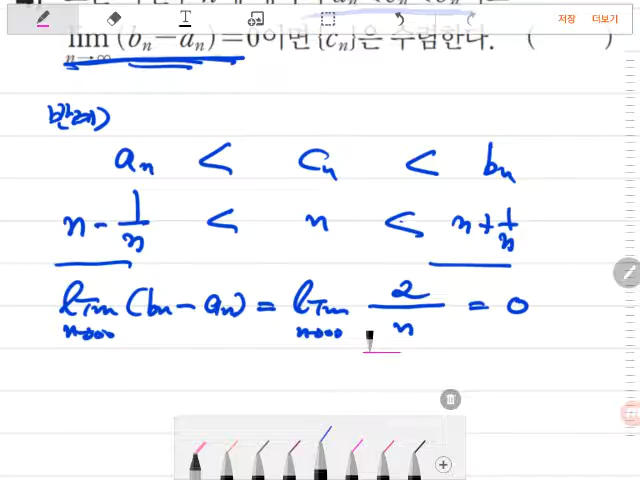 저장 더보기
lim (bₙ−aₙ)=0이면 {cₙ}은 수렴한다. ( )
n→∞
반례)
aₙ < cₙ < bₙ
n − 1/n < n < n + 1/n
lim (bₙ − aₙ) = lim 2/n = 0
n→∞ n→∞